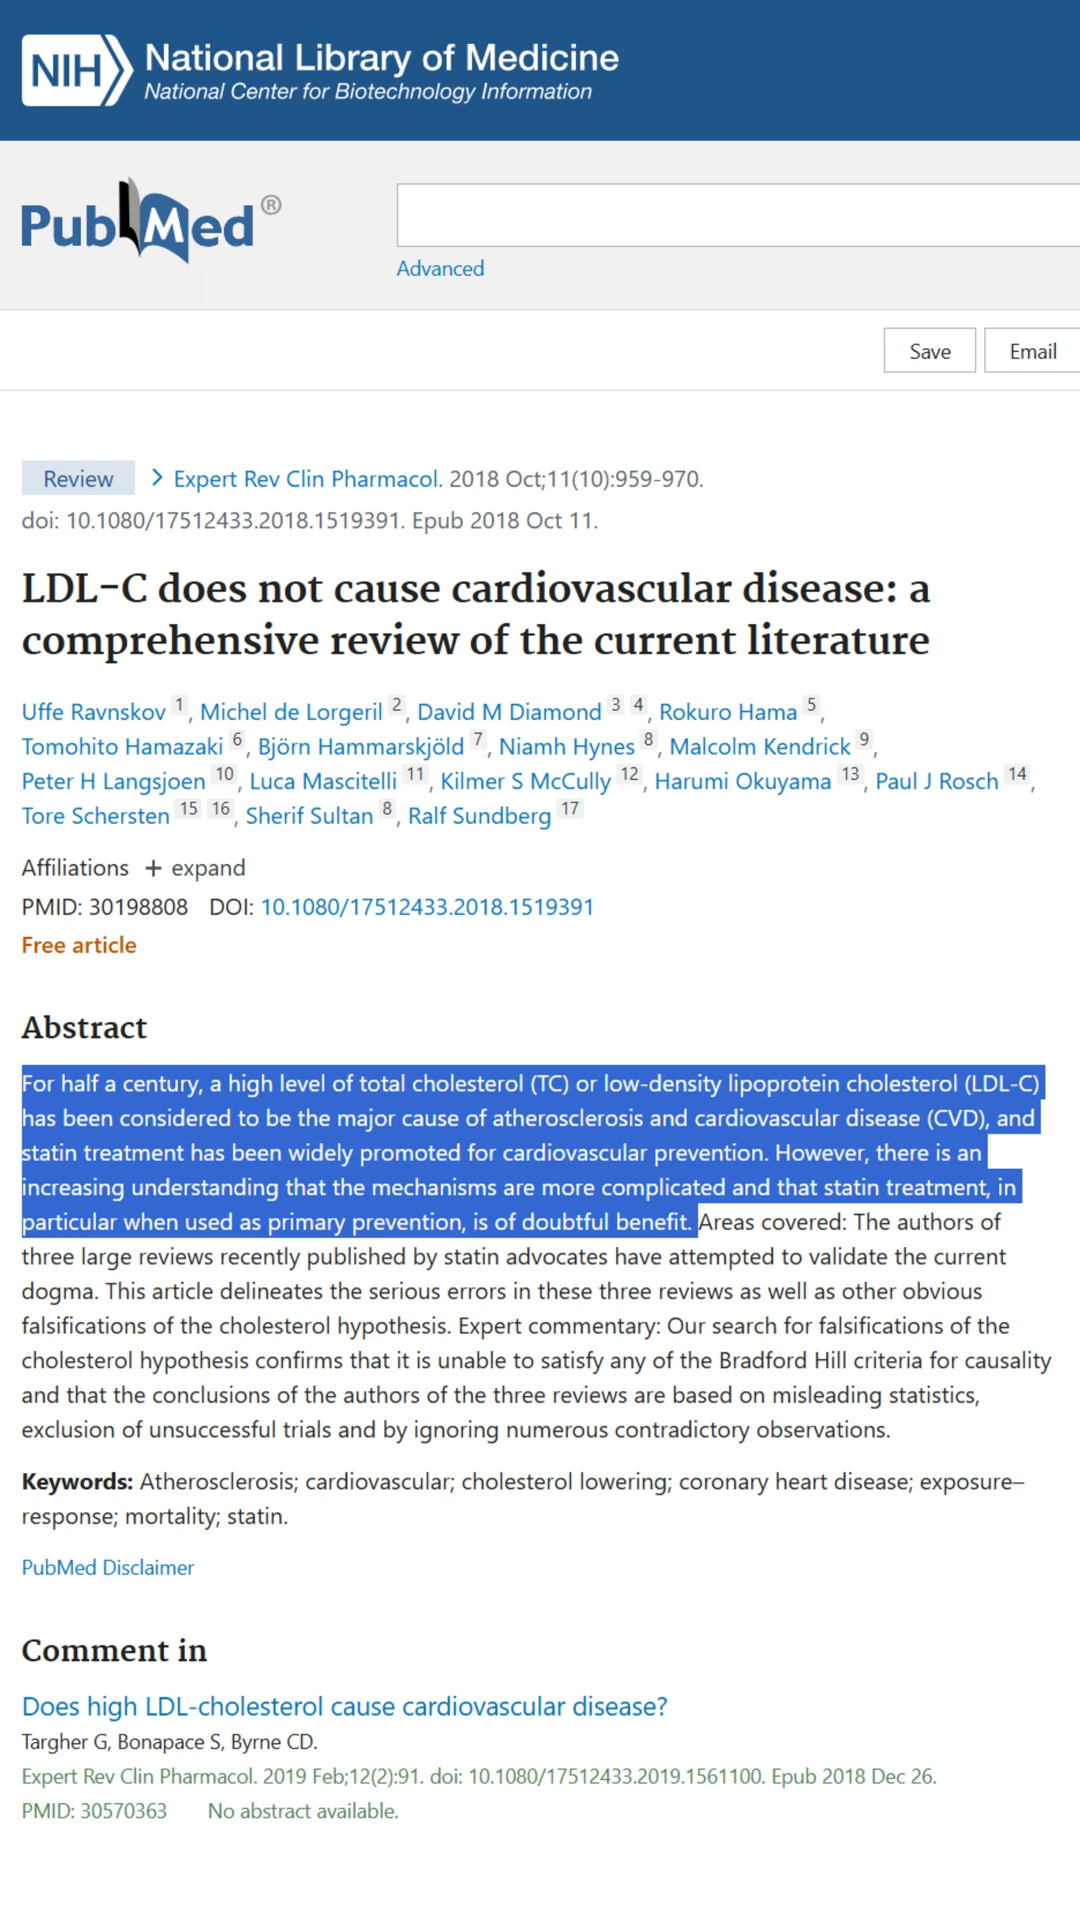 NIH National Library of Medicine
National Center for Biotechnology Information
PubMed®
Advanced
Save Email
Review > Expert Rev Clin Pharmacol. 2018 Oct;11(10):959-970.
doi: 10.1080/17512433.2018.1519391. Epub 2018 Oct 11.
LDL-C does not cause cardiovascular disease: a
comprehensive review of the current literature
Uffe Ravnskov 1, Michel de Lorgeril 2, David M Diamond 3 4, Rokuro Hama 5,
Tomohito Hamazaki 6, Björn Hammarskjöld 7, Niamh Hynes 8, Malcolm Kendrick 9,
Peter H Langsjoen 10, Luca Mascitelli 11, Kilmer S McCully 12, Harumi Okuyama 13, Paul J Rosch 14,
Tore Schersten 15 16, Sherif Sultan 8, Ralf Sundberg 17
Affiliations + expand
PMID: 30198808 DOI: 10.1080/17512433.2018.1519391
Free article
Abstract
For half a century, a high level of total cholesterol (TC) or low-density lipoprotein cholesterol (LDL-C)
has been considered to be the major cause of atherosclerosis and cardiovascular disease (CVD), and
statin treatment has been widely promoted for cardiovascular prevention. However, there is an
increasing understanding that the mechanisms are more complicated and that statin treatment, in
particular when used as primary prevention, is of doubtful benefit. Areas covered: The authors of
three large reviews recently published by statin advocates have attempted to validate the current
dogma. This article delineates the serious errors in these three reviews as well as other obvious
falsifications of the cholesterol hypothesis. Expert commentary: Our search for falsifications of the
cholesterol hypothesis confirms that it is unable to satisfy any of the Bradford Hill criteria for causality
and that the conclusions of the authors of the three reviews are based on misleading statistics,
exclusion of unsuccessful trials and by ignoring numerous contradictory observations.
Keywords: Atherosclerosis; cardiovascular; cholesterol lowering; coronary heart disease; exposure–
response; mortality; statin.
PubMed Disclaimer
Comment in
Does high LDL-cholesterol cause cardiovascular disease?
Targher G, Bonapace S, Byrne CD.
Expert Rev Clin Pharmacol. 2019 Feb;12(2):91. doi: 10.1080/17512433.2019.1561100. Epub 2018 Dec 26.
PMID: 30570363 No abstract available.